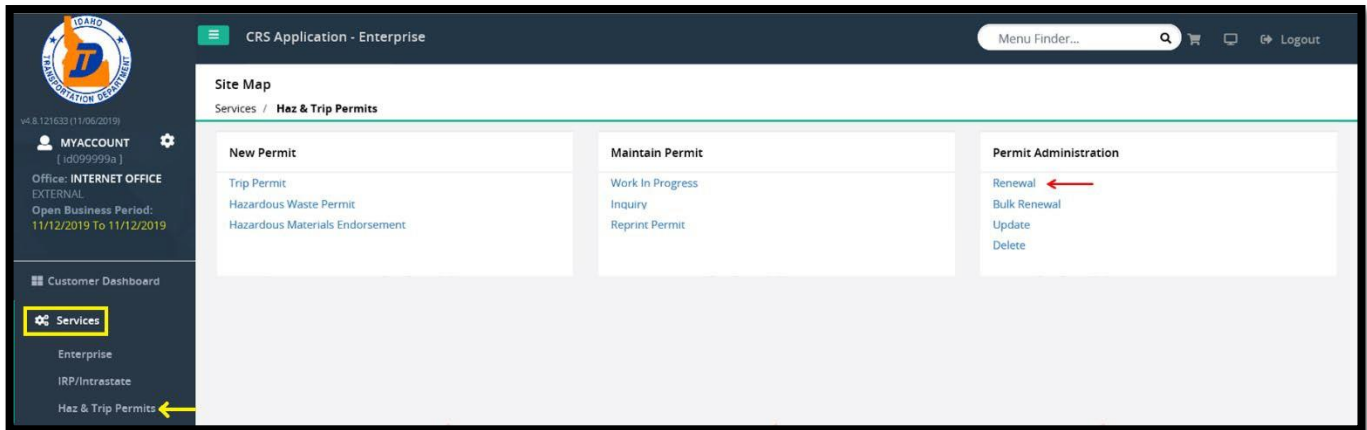 IDAHO
TRANSPORTATION DEPARTMENT
v4.8.121633 (11/06/2019)
MYACCOUNT
[ id099999a ]
Office: INTERNET OFFICE
EXTERNAL
Open Business Period:
11/12/2019 To 11/12/2019
Customer Dashboard
Services
Enterprise
IRP/Intrastate
Haz & Trip Permits
CRS Application - Enterprise
Menu Finder...
Logout
Site Map
Services / Haz & Trip Permits
New Permit
Trip Permit
Hazardous Waste Permit
Hazardous Materials Endorsement
Maintain Permit
Work In Progress
Inquiry
Reprint Permit
Permit Administration
Renewal
Bulk Renewal
Update
Delete